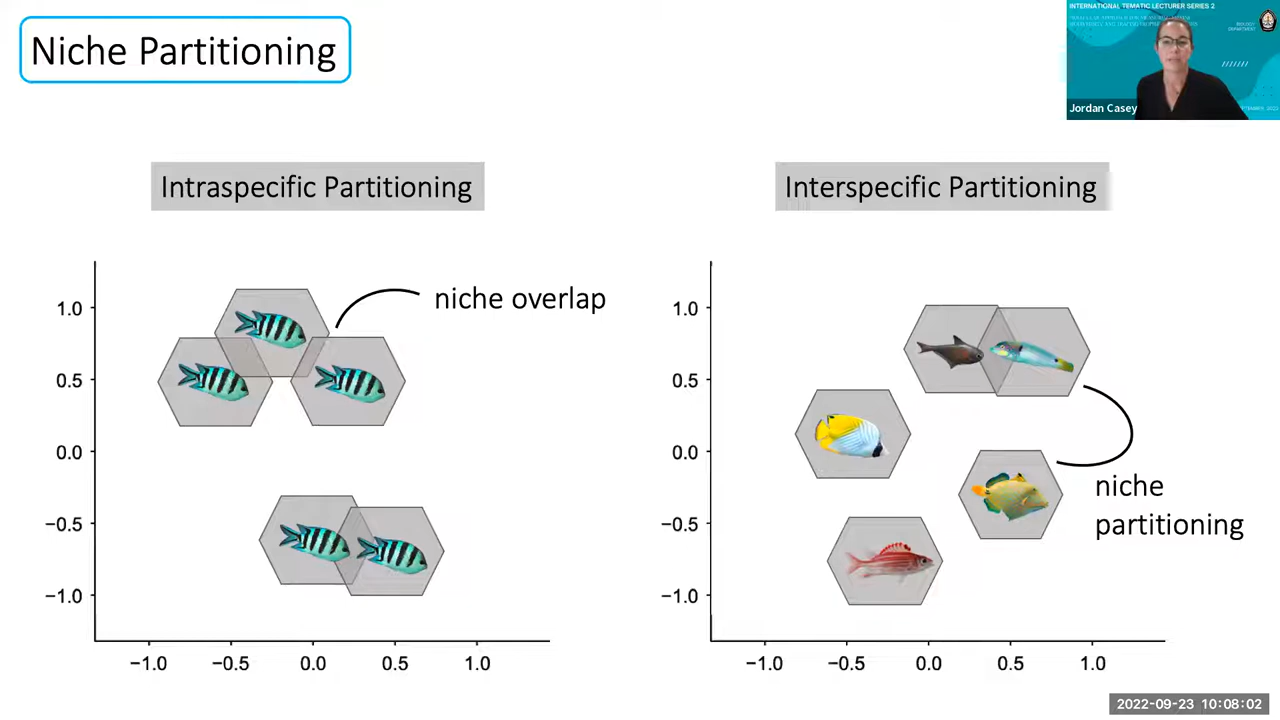 Niche Partitioning
INTERNATIONAL TEMATIC LECTURER SERIES 2
BIOLOGY
DEPARTMENT
Jordan Casey
Intraspecific Partitioning
Interspecific Partitioning
niche overlap
1.0
0.5
0.0
−0.5
−1.0
−1.0 −0.5 0.0 0.5 1.0
1.0
0.5
0.0
−0.5
−1.0
niche
partitioning
−1.0 −0.5 0.0 0.5 1.0
2022-09-23 10:08:02